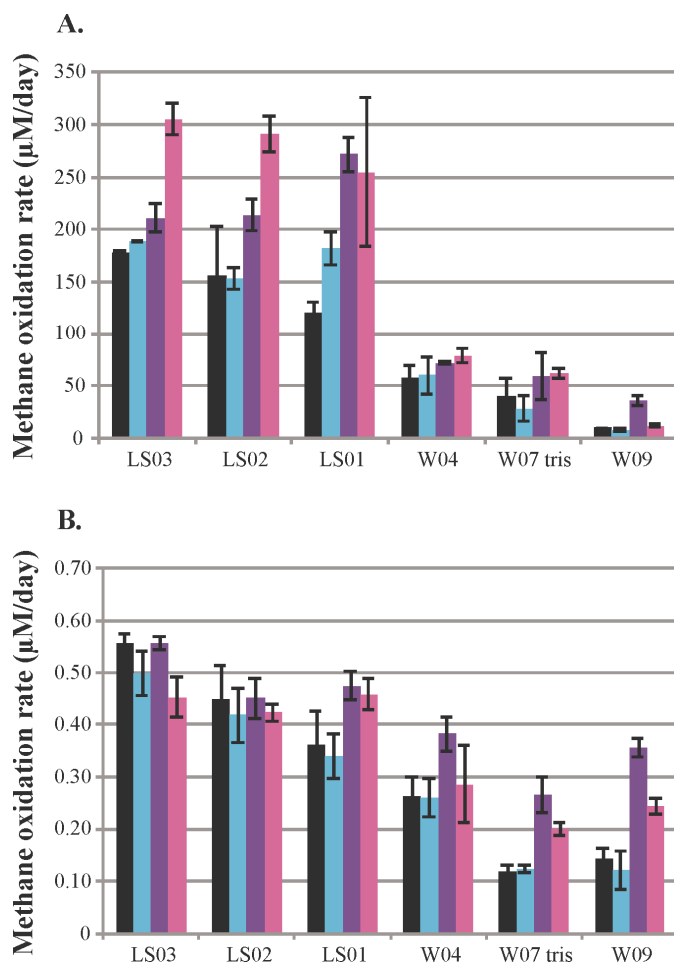 A.
Methane oxidation rate (µM/day)
350
300
250
200
150
100
50
0
LS03 LS02 LS01 W04 W07 tris W09
B.
Methane oxidation rate (µM/day)
0.70
0.60
0.50
0.40
0.30
0.20
0.10
0
LS03 LS02 LS01 W04 W07 tris W09